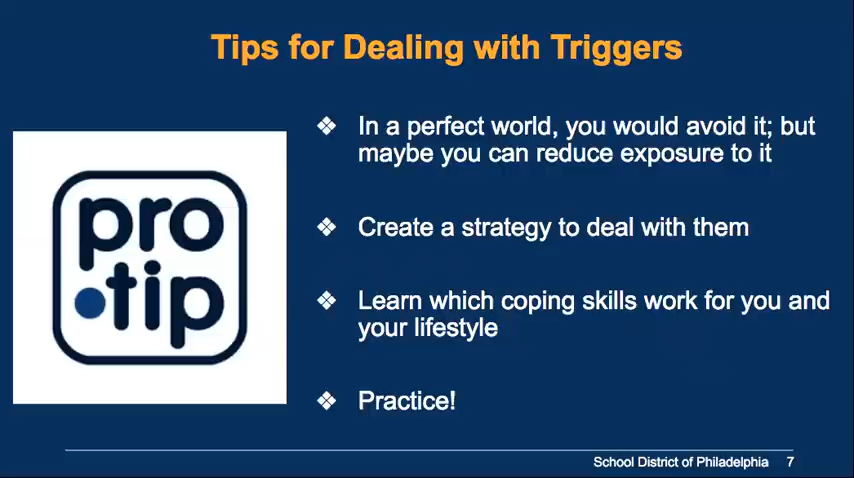 Tips for Dealing with Triggers
pro
tip
❖ In a perfect world, you would avoid it; but
maybe you can reduce exposure to it
❖ Create a strategy to deal with them
❖ Learn which coping skills work for you and
your lifestyle
❖ Practice!
School District of Philadelphia 7